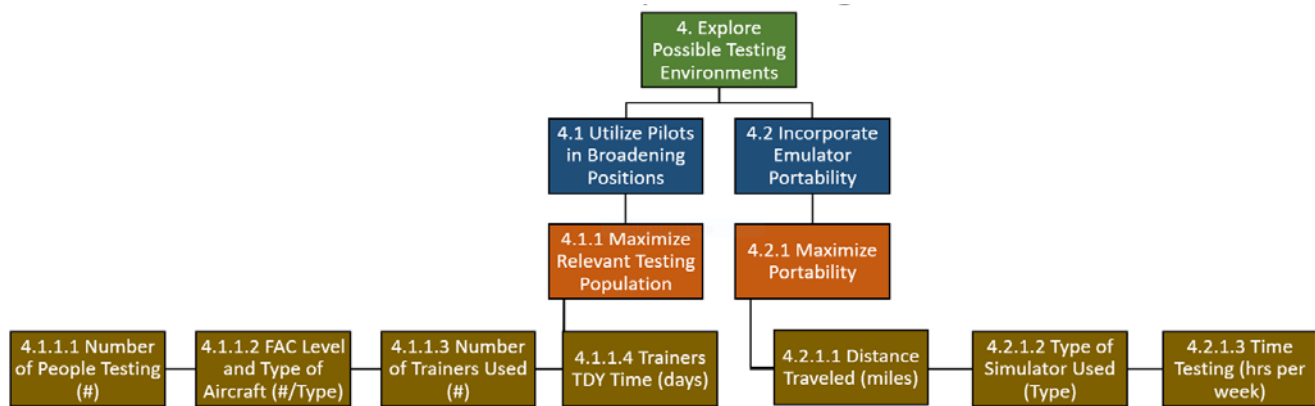 4. Explore
Possible Testing
Environments
4.1 Utilize Pilots
in Broadening
Positions
4.2 Incorporate
Emulator
Portability
4.1.1 Maximize
Relevant Testing
Population
4.2.1 Maximize
Portability
4.1.1.1 Number
of People Testing
(#)
4.1.1.2 FAC Level
and Type of
Aircraft (#/Type)
4.1.1.3 Number
of Trainers Used
(#)
4.1.1.4 Trainers
TDY Time (days)
4.2.1.1 Distance
Traveled (miles)
4.2.1.2 Type of
Simulator Used
(Type)
4.2.1.3 Time
Testing (hrs per
week)